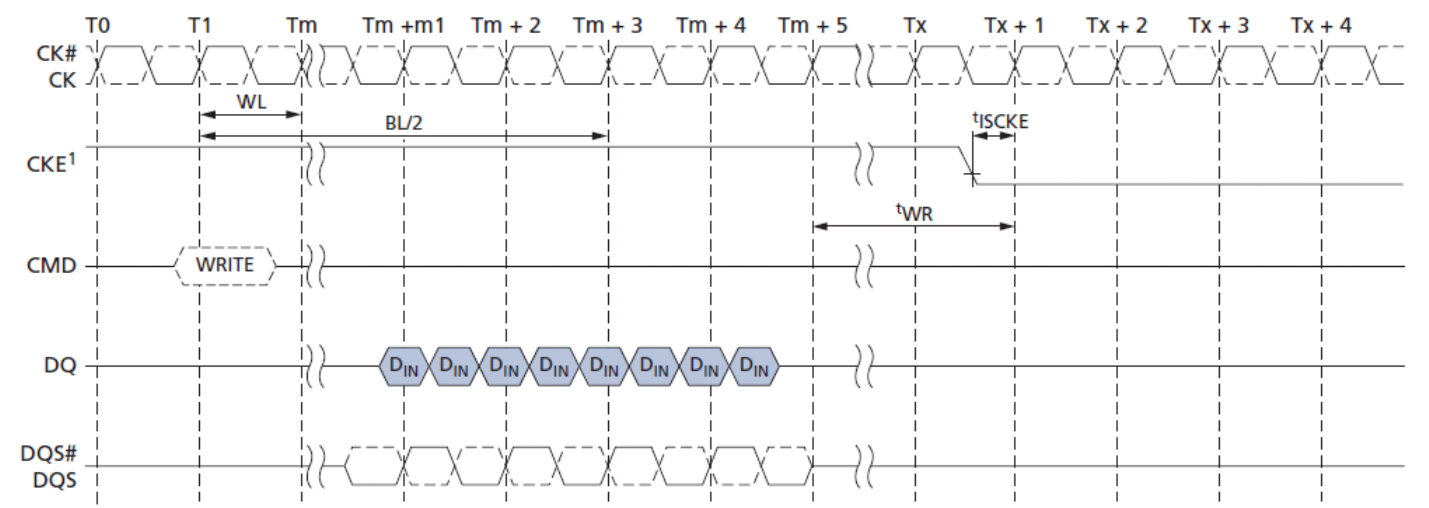 T0 T1 Tm Tm +m1 Tm + 2 Tm + 3 Tm + 4 Tm + 5 Tx Tx + 1 Tx + 2 Tx + 3 Tx + 4
CK#
CK
WL
BL/2
tISCKE
CKE1
tWR
CMD WRITE
DQ DIN DIN DIN DIN DIN DIN DIN DIN
DQS#
DQS